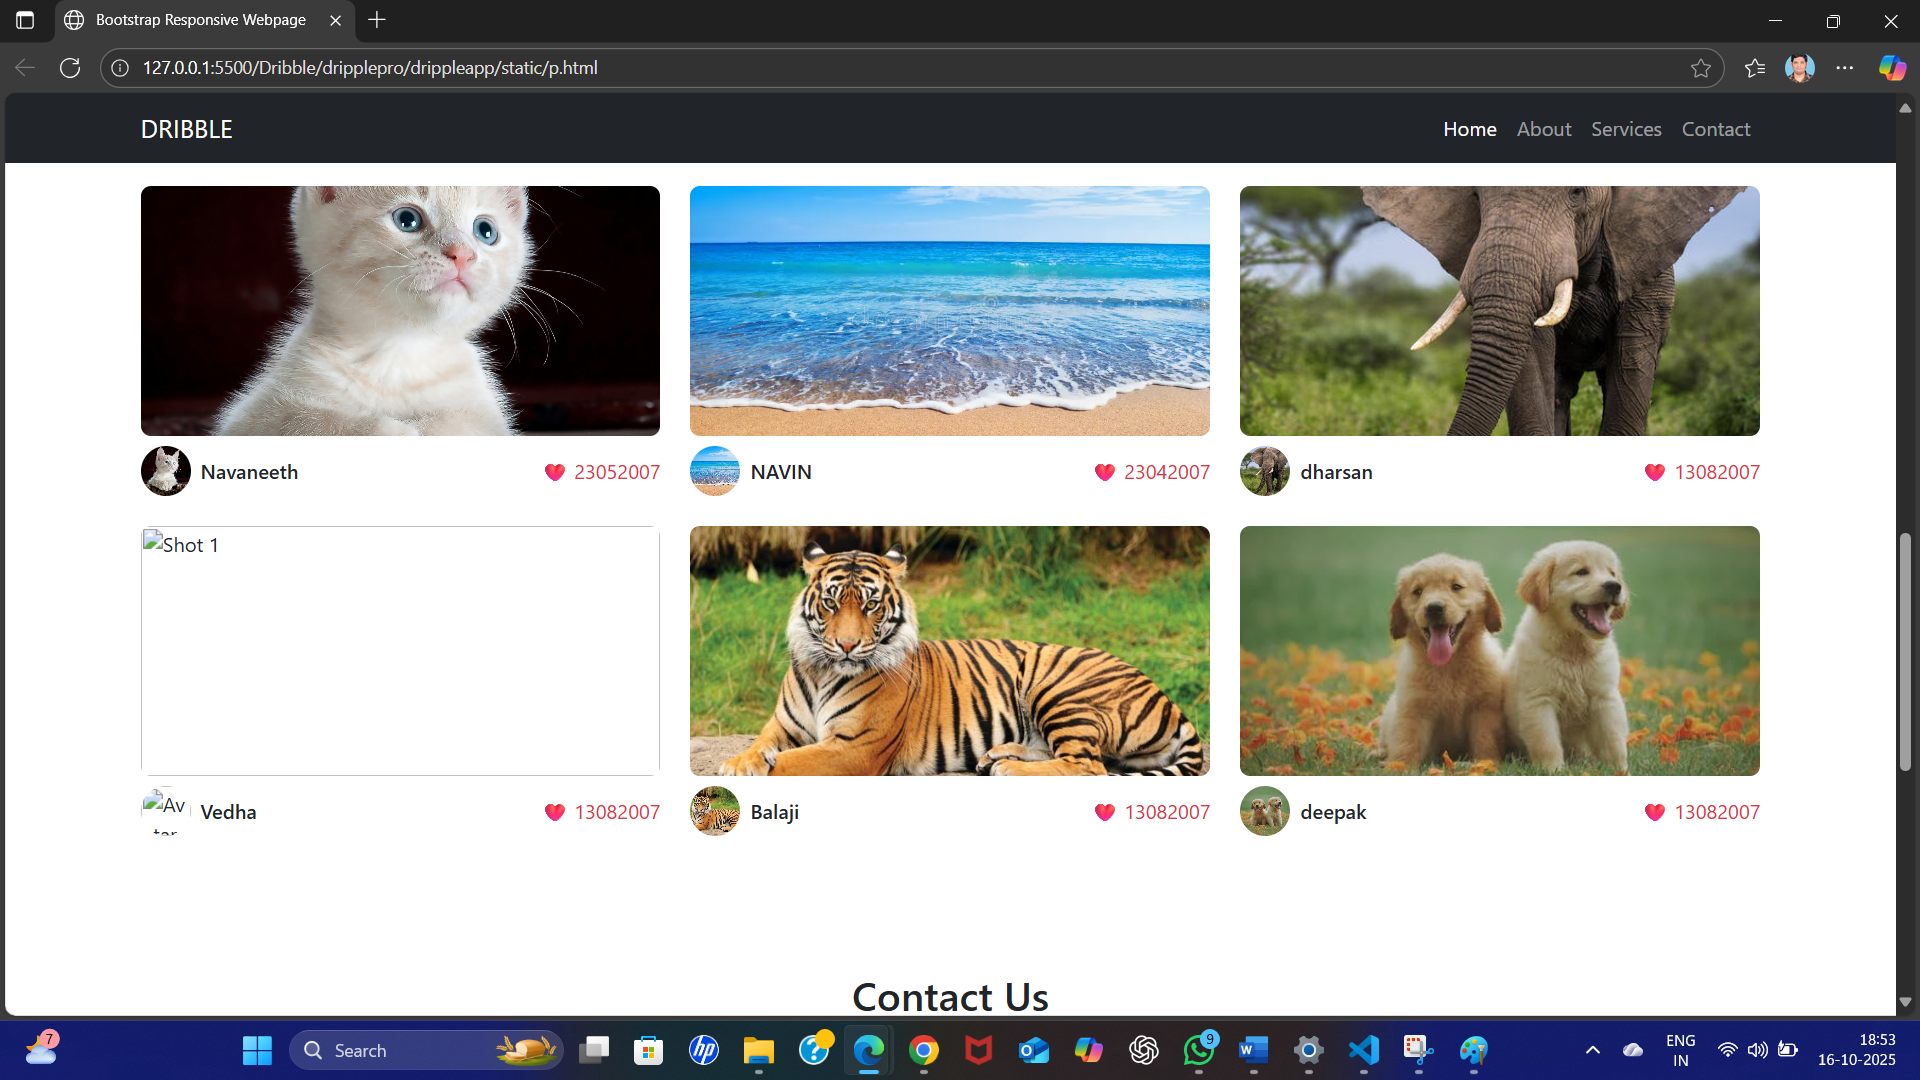 Bootstrap Responsive Webpage
127.0.0.1:5500/Dribble/dripplepro/drippleapp/static/p.html
DRIBBLE
Home About Services Contact
Navaneeth 23052007
NAVIN 23042007
dharsan 13082007
Shot 1
Av
tar
Vedha 13082007
Balaji 13082007
deepak 13082007
Contact Us
7
Search
hp
9
W
ENG
IN
18:53
16-10-2025